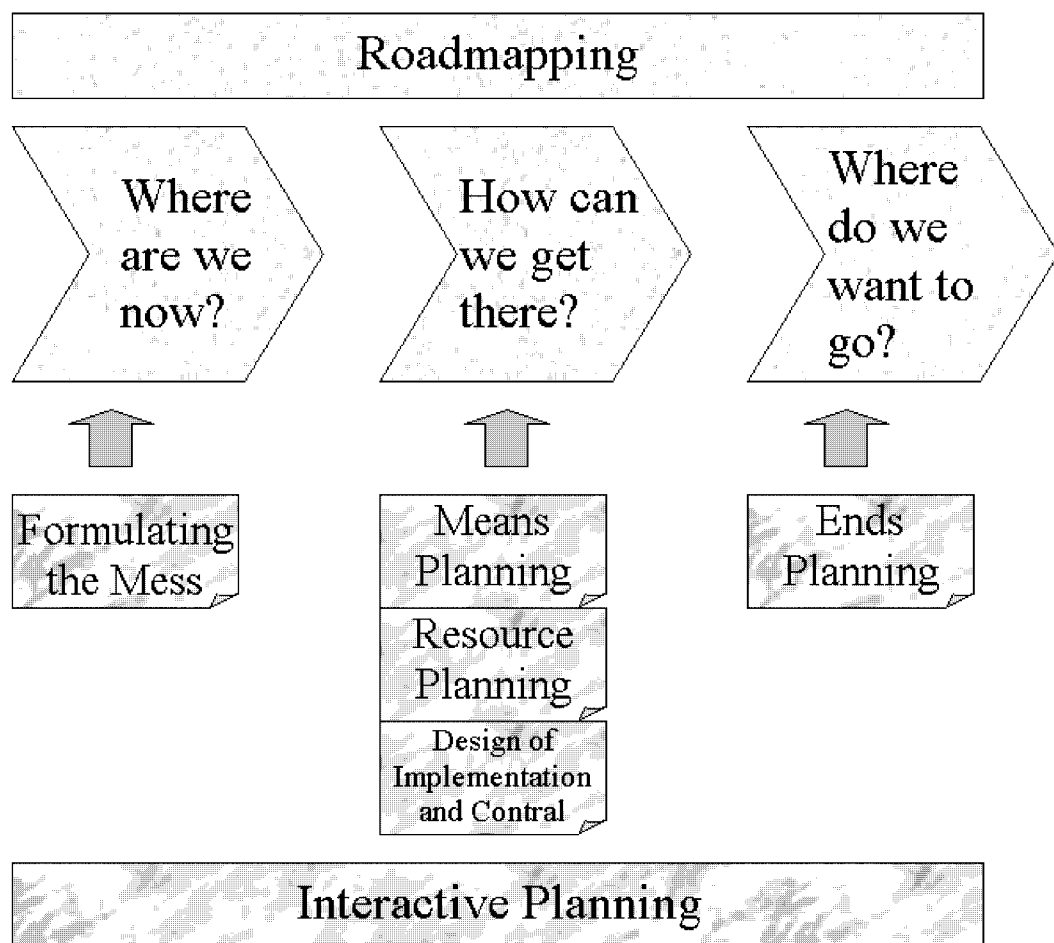 Roadmapping
Where
are we
now?
How can
we get
there?
Where
do we
want to
go?
Formulating
the Mess
Means
Planning
Resource
Planning
Design of
Implementation
and Contral
Ends
Planning
Interactive Planning